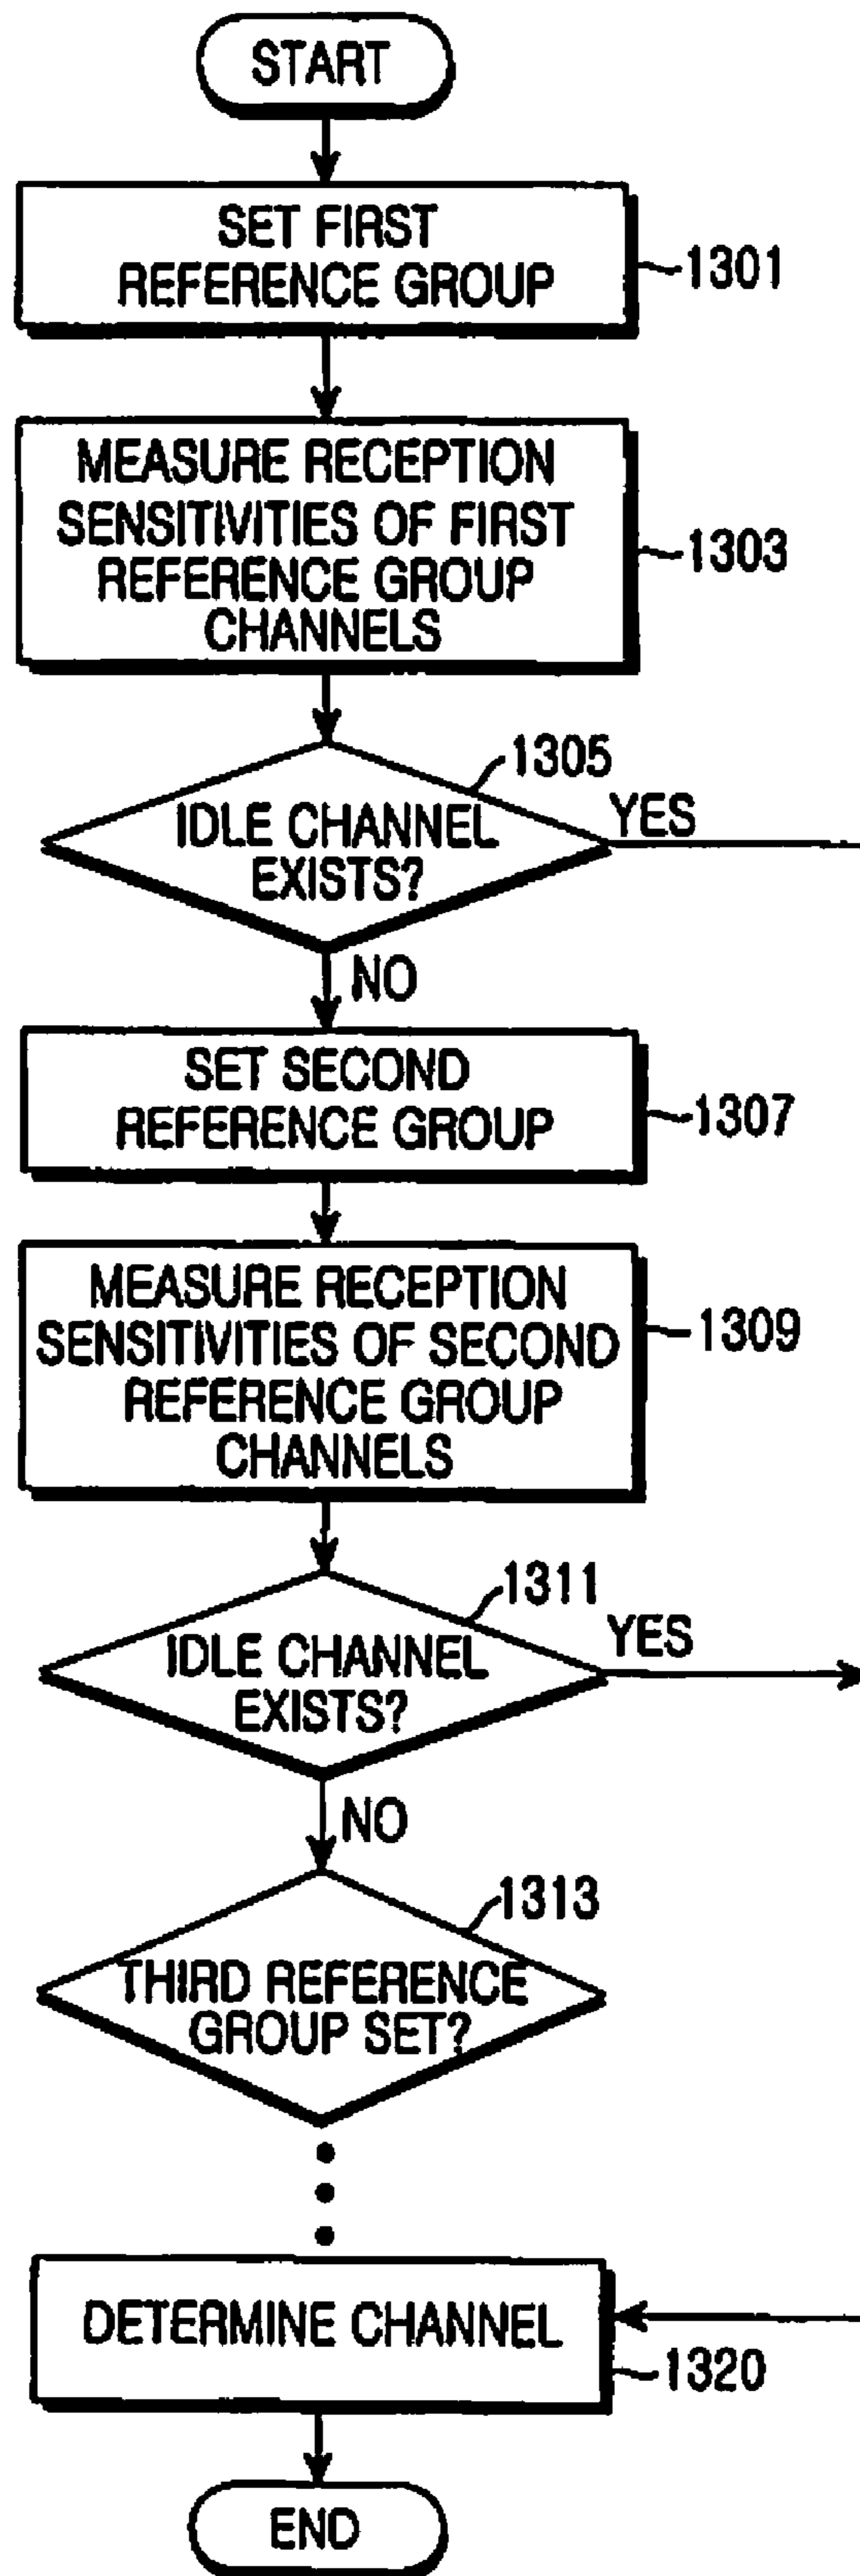 START
SET FIRST
REFERENCE GROUP
1301
MEASURE RECEPTION
SENSITIVITIES OF FIRST
REFERENCE GROUP
CHANNELS
1303
1305
IDLE CHANNEL
EXISTS?
YES
NO
SET SECOND
REFERENCE GROUP
1307
MEASURE RECEPTION
SENSITIVITIES OF SECOND
REFERENCE GROUP
CHANNELS
1309
1311
IDLE CHANNEL
EXISTS?
YES
NO
1313
THIRD REFERENCE
GROUP SET?
DETERMINE CHANNEL
1320
END